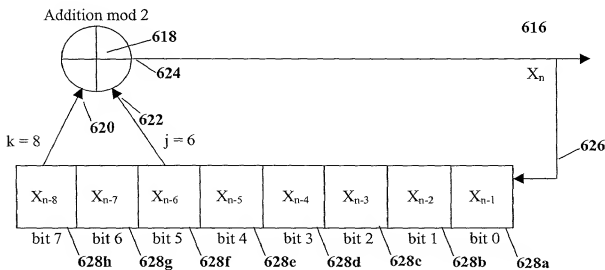 Addition mod 2
618
616
624
Xn
622
620
k = 8
j = 6
626
Xn-8 Xn-7 Xn-6 Xn-5 Xn-4 Xn-3 Xn-2 Xn-1
bit 7 bit 6 bit 5 bit 4 bit 3 bit 2 bit 1 bit 0
628h 628g 628f 628e 628d 628c 628b 628a